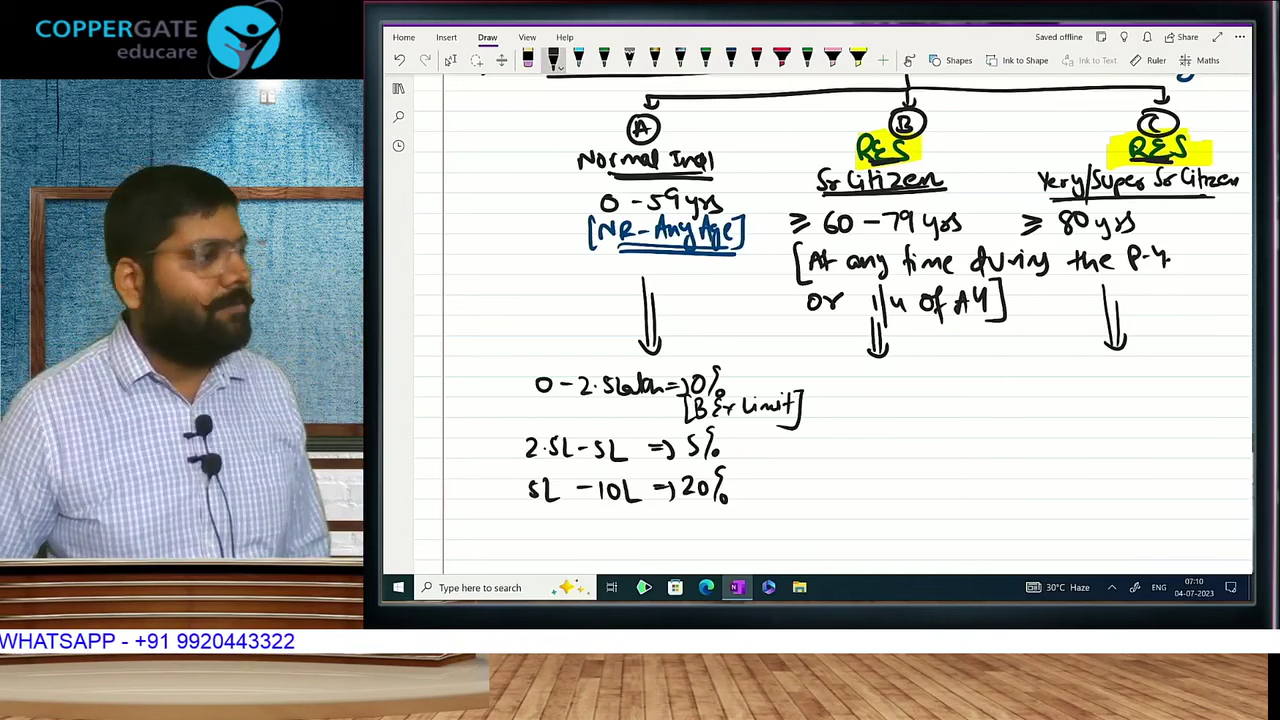 COPPERGATE
educare
Home Insert Draw View Help
Saved offline
Share
Shapes
Ink to Shape
Ink to Text
Ruler
Maths
A
Normal Indl
0 - 59 yrs
[NR - Any Age]
B
RES
Sr Citizen
≥ 60 - 79 yrs
C
RES
Very/Super Sr Citizen
≥ 80 yrs
[At any time during the P.Y.
or 1/4 of AY]
0 - 2.5 => 0%
[B Ex Limit]
2.5L - 5L => 5%
5L - 10L => 20%
Type here to search
30°C Haze
ENG
07:10
04-07-2023
WHATSAPP - +91 9920443322